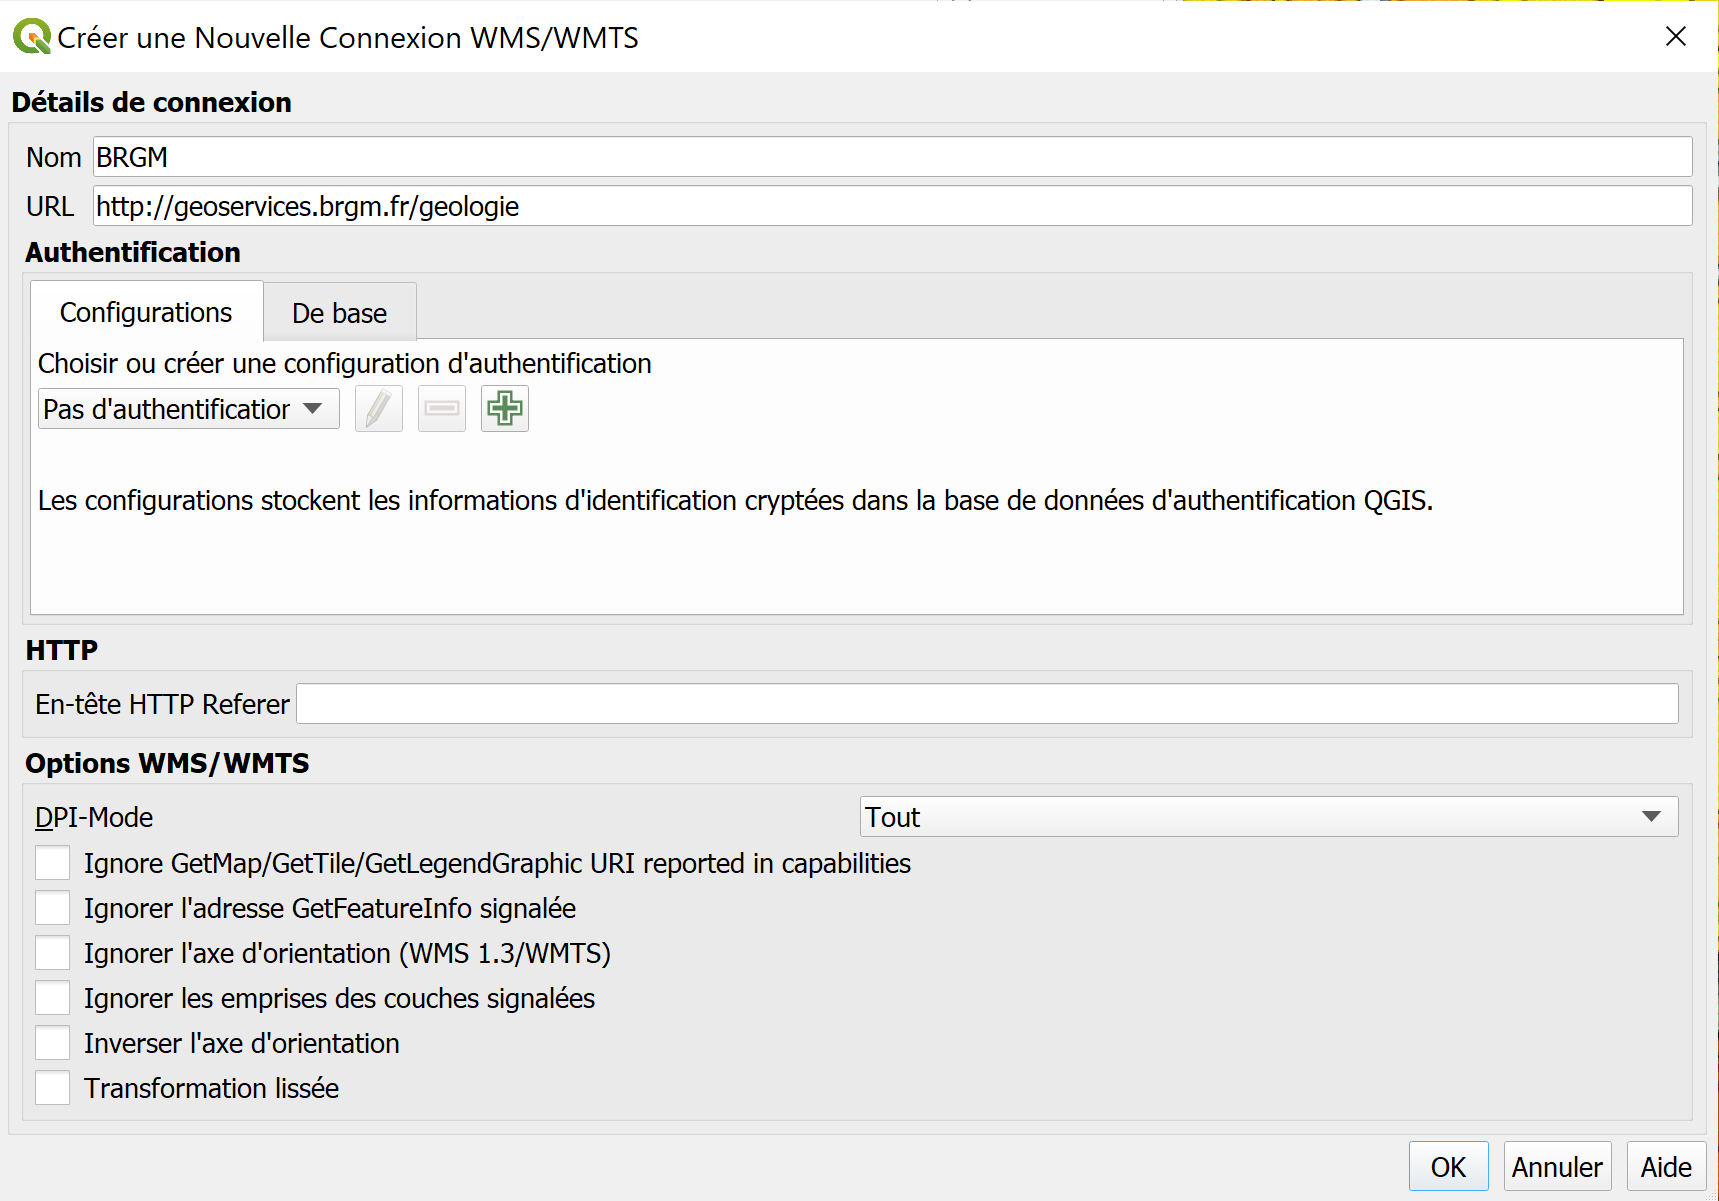 Créer une Nouvelle Connexion WMS/WMTS
Détails de connexion
Nom BRGM
URL http://geoservices.brgm.fr/geologie
Authentification
Configurations De base
Choisir ou créer une configuration d'authentification
Pas d'authentification
Les configurations stockent les informations d'identification cryptées dans la base de données d'authentification QGIS.
HTTP
En-tête HTTP Referer
Options WMS/WMTS
DPI-Mode Tout
Ignore GetMap/GetTile/GetLegendGraphic URI reported in capabilities
Ignorer l'adresse GetFeatureInfo signalée
Ignorer l'axe d'orientation (WMS 1.3/WMTS)
Ignorer les emprises des couches signalées
Inverser l'axe d'orientation
Transformation lissée
OK Annuler Aide